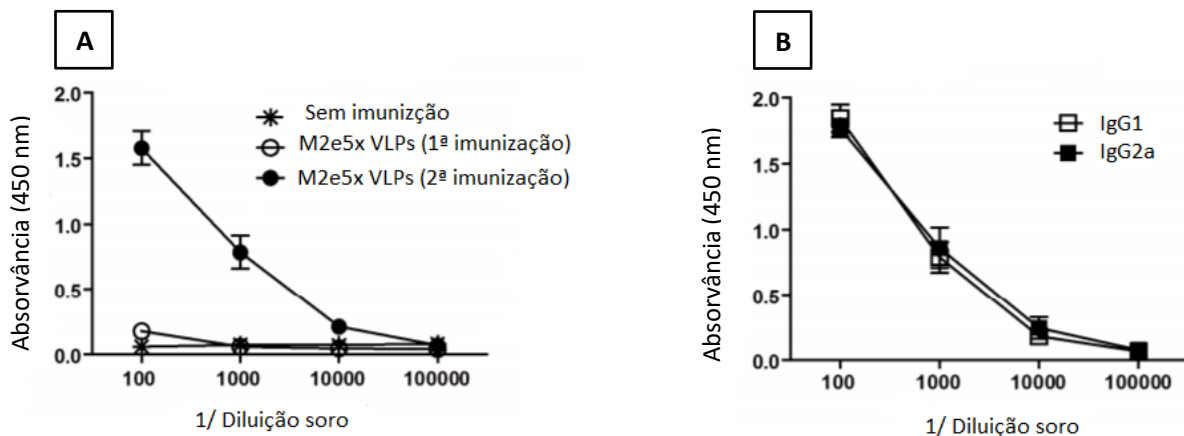 A
Absorvância (450 nm)
2.0
1.5
1.0
0.5
0.0
Sem imunizção
M2e5x VLPs (1ª imunização)
M2e5x VLPs (2ª imunização)
100 1000 10000 100000
1/ Diluição soro
B
Absorvância (450 nm)
2.0
1.5
1.0
0.5
0.0
IgG1
IgG2a
100 1000 10000 100000
1/ Diluição soro